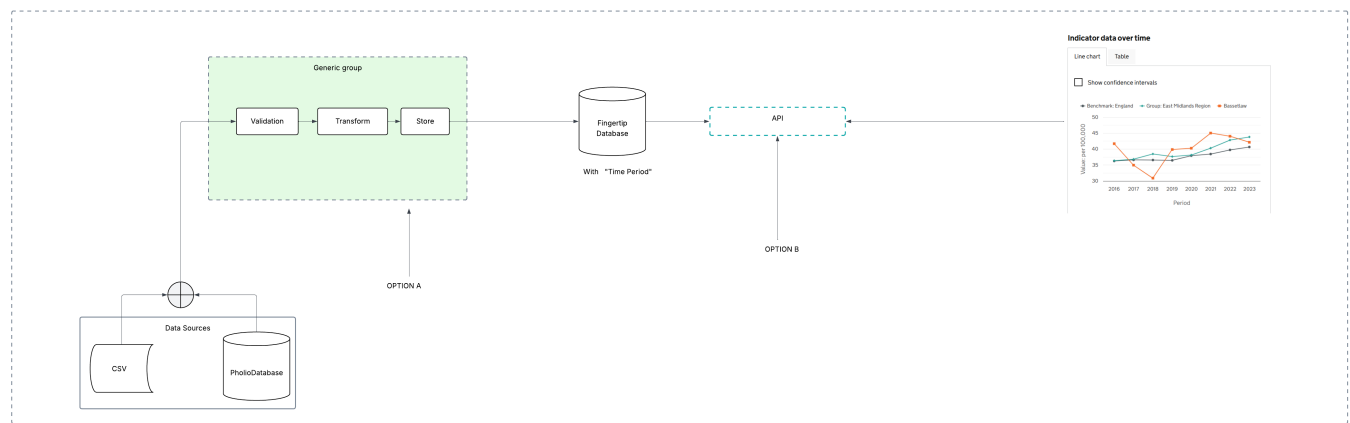 Generic group
Validation
Transform
Store
Fingertip
Database
With "Time Period"
API
OPTION A
OPTION B
Data Sources
CSV
PholioDatabase
Indicator data over time
Line chart
Table
Show confidence intervals
Benchmark: England
Group: East Midlands Region
Bassetlaw
Value: per 100,000
50
45
40
35
30
2016 2017 2018 2019 2020 2021 2022 2023
Period